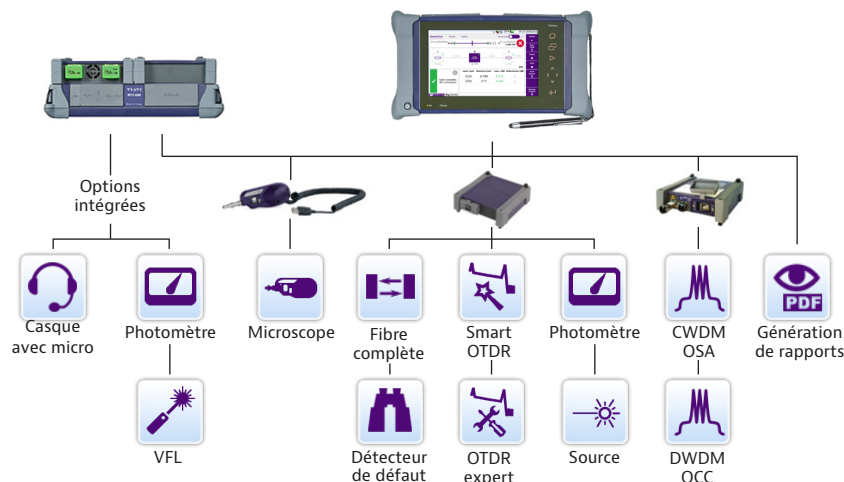 VIAVI
Options
intégrées
Casque
avec micro
Photomètre
Microscope
Fibre
complète
Smart
OTDR
Photomètre
CWDM
OSA
PDF
Génération
de rapports
VFL
Détecteur
de défaut
OTDR
expert
Source
DWDM
OCC